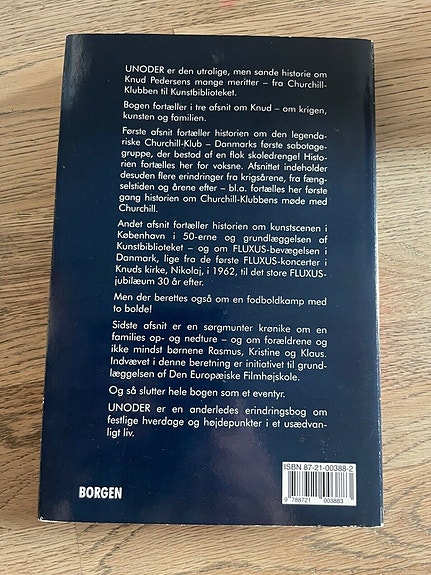 UNODER er den utrolige, men sande historie om
Knud Pedersens mange meritter – fra Churchill-
Klubben til Kunstbiblioteket.
Bogen fortæller i tre afsnit om Knud – om krigen,
kunsten og familien.
Første afsnit fortæller historien om den legenda-
riske Churchill-Klub – Danmarks første sabotage-
gruppe, der bestod af en flok skoledrenge! Histo-
rien fortælles her for voksne. Afsnittet indeholder
desuden flere erindringer fra krigsårene, fra fæng-
selstiden og årene efter – bl.a. fortælles her første
gang historien om Churchill-Klubbens møde med
Churchill.
Andet afsnit fortæller historien om kunstscenen i
København i 50-erne og grundlæggelsen af
Kunstbiblioteket – og om FLUXUS-bevægelsen i
Danmark, lige fra de første FLUXUS-koncerter i
Knuds kirke, Nikolaj, i 1962, til det store FLUXUS-
jubilæum 30 år efter.
Men der berettes også om en fodboldkamp med
to bolde!
Sidste afsnit er en sørgmunter krønike om en
families op- og nedture – og om forældrene og
ikke mindst børnene Rasmus, Kristine og Klaus.
Indvævet i denne beretning er initiativet til grund-
læggelsen af Den Europæiske Filmhøjskole.
Og så slutter hele bogen som et eventyr.
UNODER er en anderledes erindringsbog om
festlige hverdage og højdepunkter i et usædvan-
ligt liv.
ISBN 87-21-00388-2
9 788721 003883
BORGEN